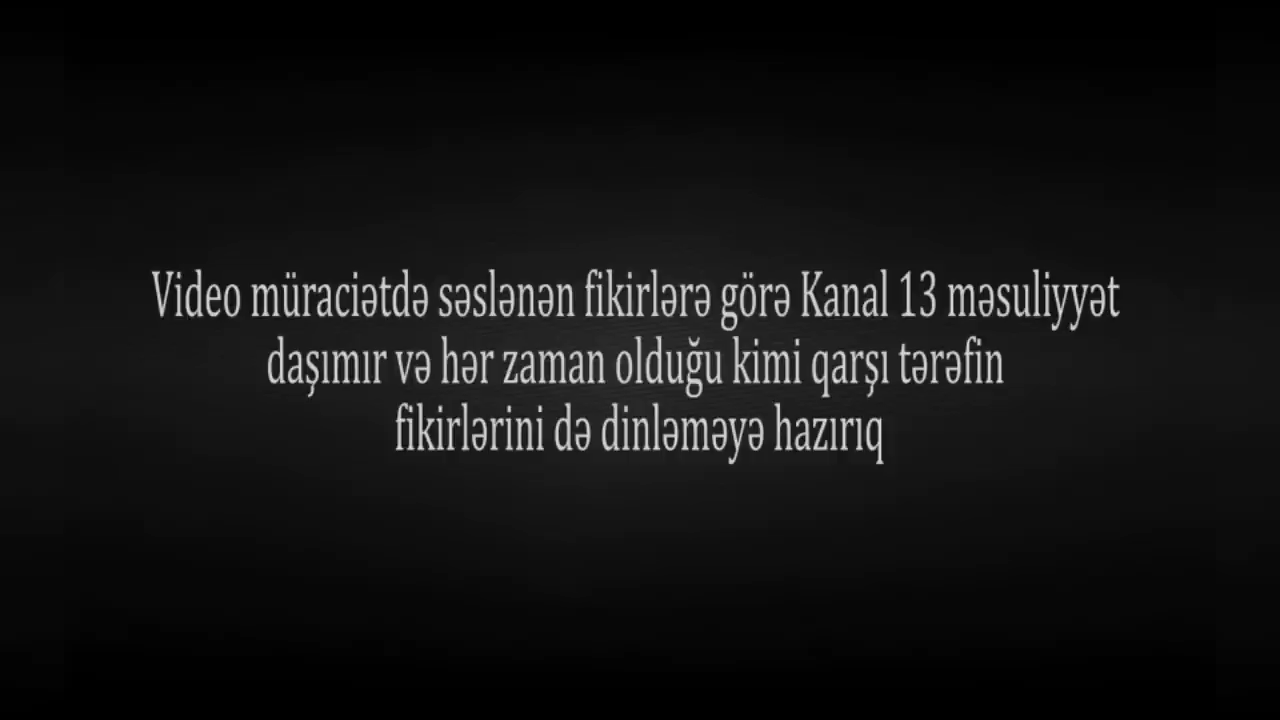 Video müraciətdə səslənən fikirlərə görə Kanal 13 məsuliyyət
daşımır və hər zaman olduğu kimi qarşı tərəfin
fikirlərini də dinləməyə hazırıq